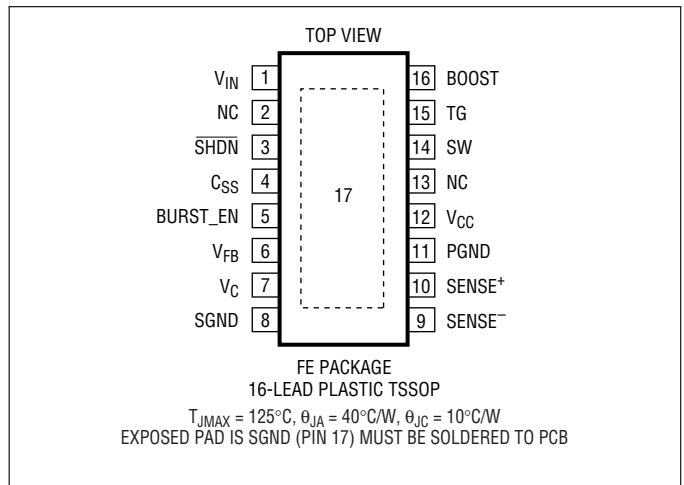 TOP VIEW
V_IN 1
NC 2
S̅H̅D̅N̅ 3
C_SS 4
BURST_EN 5
V_FB 6
V_C 7
SGND 8
17
16 BOOST
15 TG
14 SW
13 NC
12 V_CC
11 PGND
10 SENSE⁺
9 SENSE⁻
FE PACKAGE
16-LEAD PLASTIC TSSOP
T_JMAX = 125°C, θ_JA = 40°C/W, θ_JC = 10°C/W
EXPOSED PAD IS SGND (PIN 17) MUST BE SOLDERED TO PCB